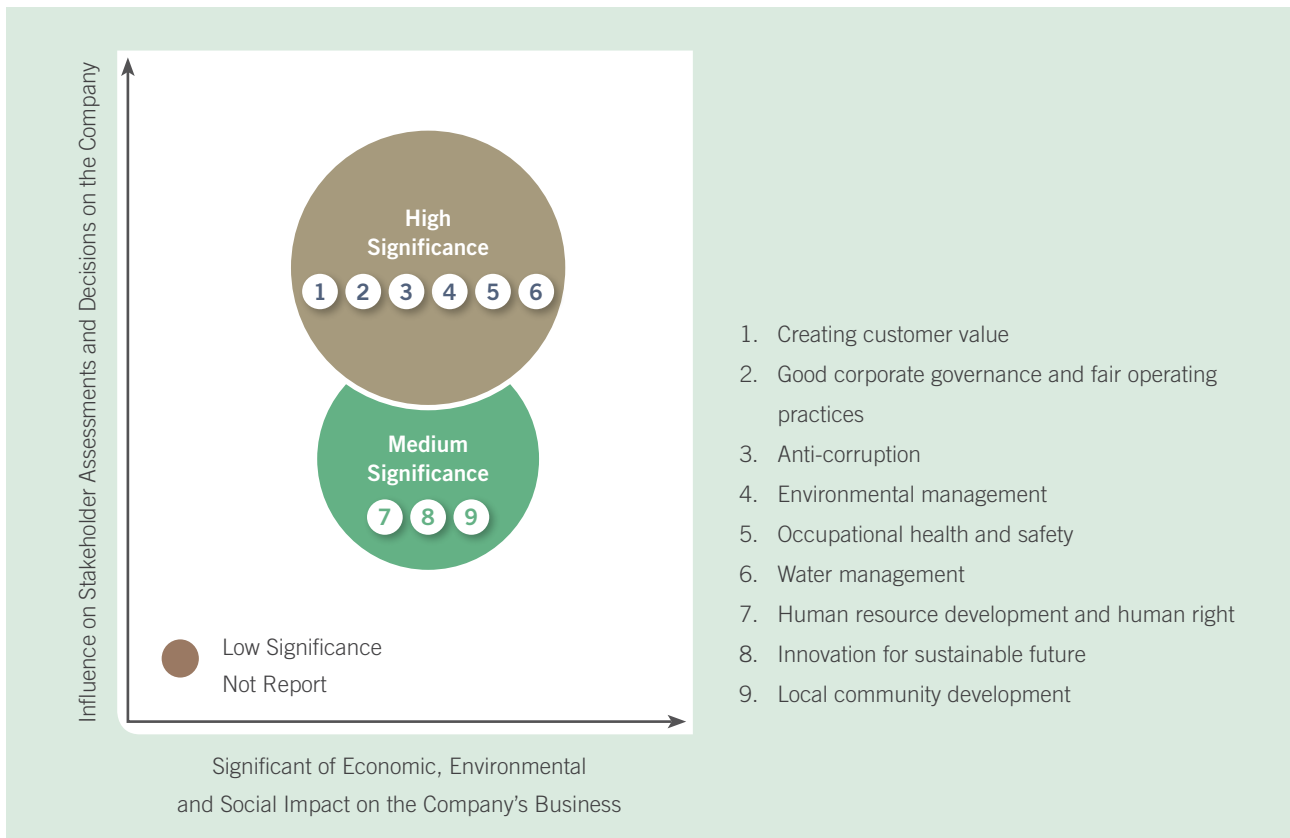 Influence on Stakeholder Assessments and Decisions on the Company
High
Significance
1 2 3 4 5 6
Medium
Significance
7 8 9
Low Significance
Not Report
Significant of Economic, Environmental
and Social Impact on the Company's Business
1. Creating customer value
2. Good corporate governance and fair operating
practices
3. Anti-corruption
4. Environmental management
5. Occupational health and safety
6. Water management
7. Human resource development and human right
8. Innovation for sustainable future
9. Local community development